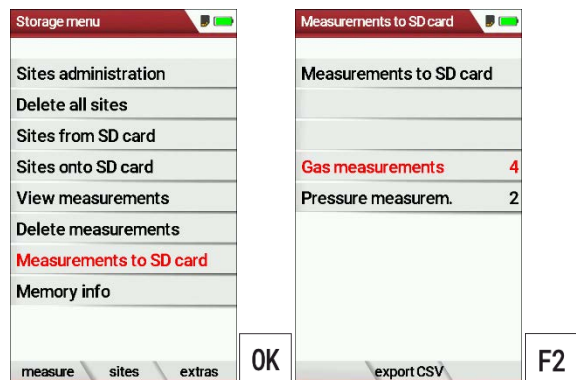 Storage menu
Sites administration
Delete all sites
Sites from SD card
Sites onto SD card
View measurements
Delete measurements
Measurements to SD card
Memory info
measure sites extras
OK
Measurements to SD card
Measurements to SD card
Gas measurements 4
Pressure measurem. 2
export CSV
F2